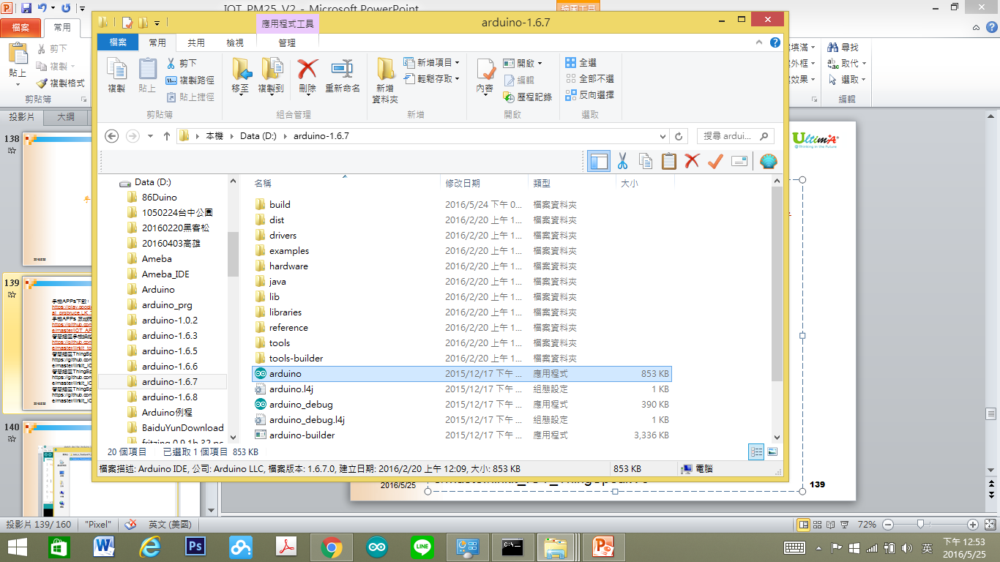 IOT_PM25_V2 - Microsoft PowerPoint
繪圖工具
檔案
常用
剪下
複製
貼上
複製格式
剪貼簿
填滿
外框
效果
尋找
取代
選取
編輯
應用程式工具
arduino-1.6.7
檔案
常用
共用
檢視
管理
複製
貼上
剪下
複製路徑
貼上捷徑
剪貼簿
移至
複製到
刪除
重新命名
組合管理
新增
資料夾
新增項目
輕鬆存取
新增
內容
開啟
編輯
歷程記錄
開啟
全選
全部不選
反向選擇
選取
本機
Data (D:)
arduino-1.6.7
搜尋 ardui...
Data (D:)
86Duino
1050224台中公園
20160220黑客松
20160403高雄
Ameba
Ameba_IDE
Arduino
arduino_prg
arduino-1.0.2
arduino-1.6.3
arduino-1.6.5
arduino-1.6.6
arduino-1.6.7
arduino-1.6.8
Arduino例程
BaiduYunDownload
名稱 修改日期 類型 大小
build 2016/5/24 下午 0... 檔案資料夾
dist 2016/2/20 上午 1... 檔案資料夾
drivers 2016/2/20 上午 1... 檔案資料夾
examples 2016/2/20 上午 1... 檔案資料夾
hardware 2016/2/20 上午 1... 檔案資料夾
java 2016/2/20 上午 1... 檔案資料夾
lib 2016/2/20 上午 1... 檔案資料夾
libraries 2016/2/20 上午 1... 檔案資料夾
reference 2016/2/20 上午 1... 檔案資料夾
tools 2016/2/20 上午 1... 檔案資料夾
tools-builder 2016/2/20 上午 1... 檔案資料夾
arduino 2015/12/17 下午 ... 應用程式 853 KB
arduino.l4j 2015/12/17 下午 ... 組態設定 1 KB
arduino_debug 2015/12/17 下午 ... 應用程式 390 KB
arduino_debug.l4j 2015/12/17 下午 ... 組態設定 1 KB
arduino-builder 2015/12/17 下午 ... 應用程式 3,336 KB
20 個項目 已選取 1 個項目 853 KB
檔案描述: Arduino IDE, 公司: Arduino LLC, 檔案版本: 1.6.7.0, 建立日期: 2016/2/20 上午 12:09, 大小: 853 KB
853 KB
電腦
投影片
大綱
138
139
手機APPs下載：
140
UltimA
@ Thinking in the Future
2016/5/25
139
投影片 139/ 160
"Pixel"
英文 (美國)
72%
LINE
英
下午 12:53
2016/5/25